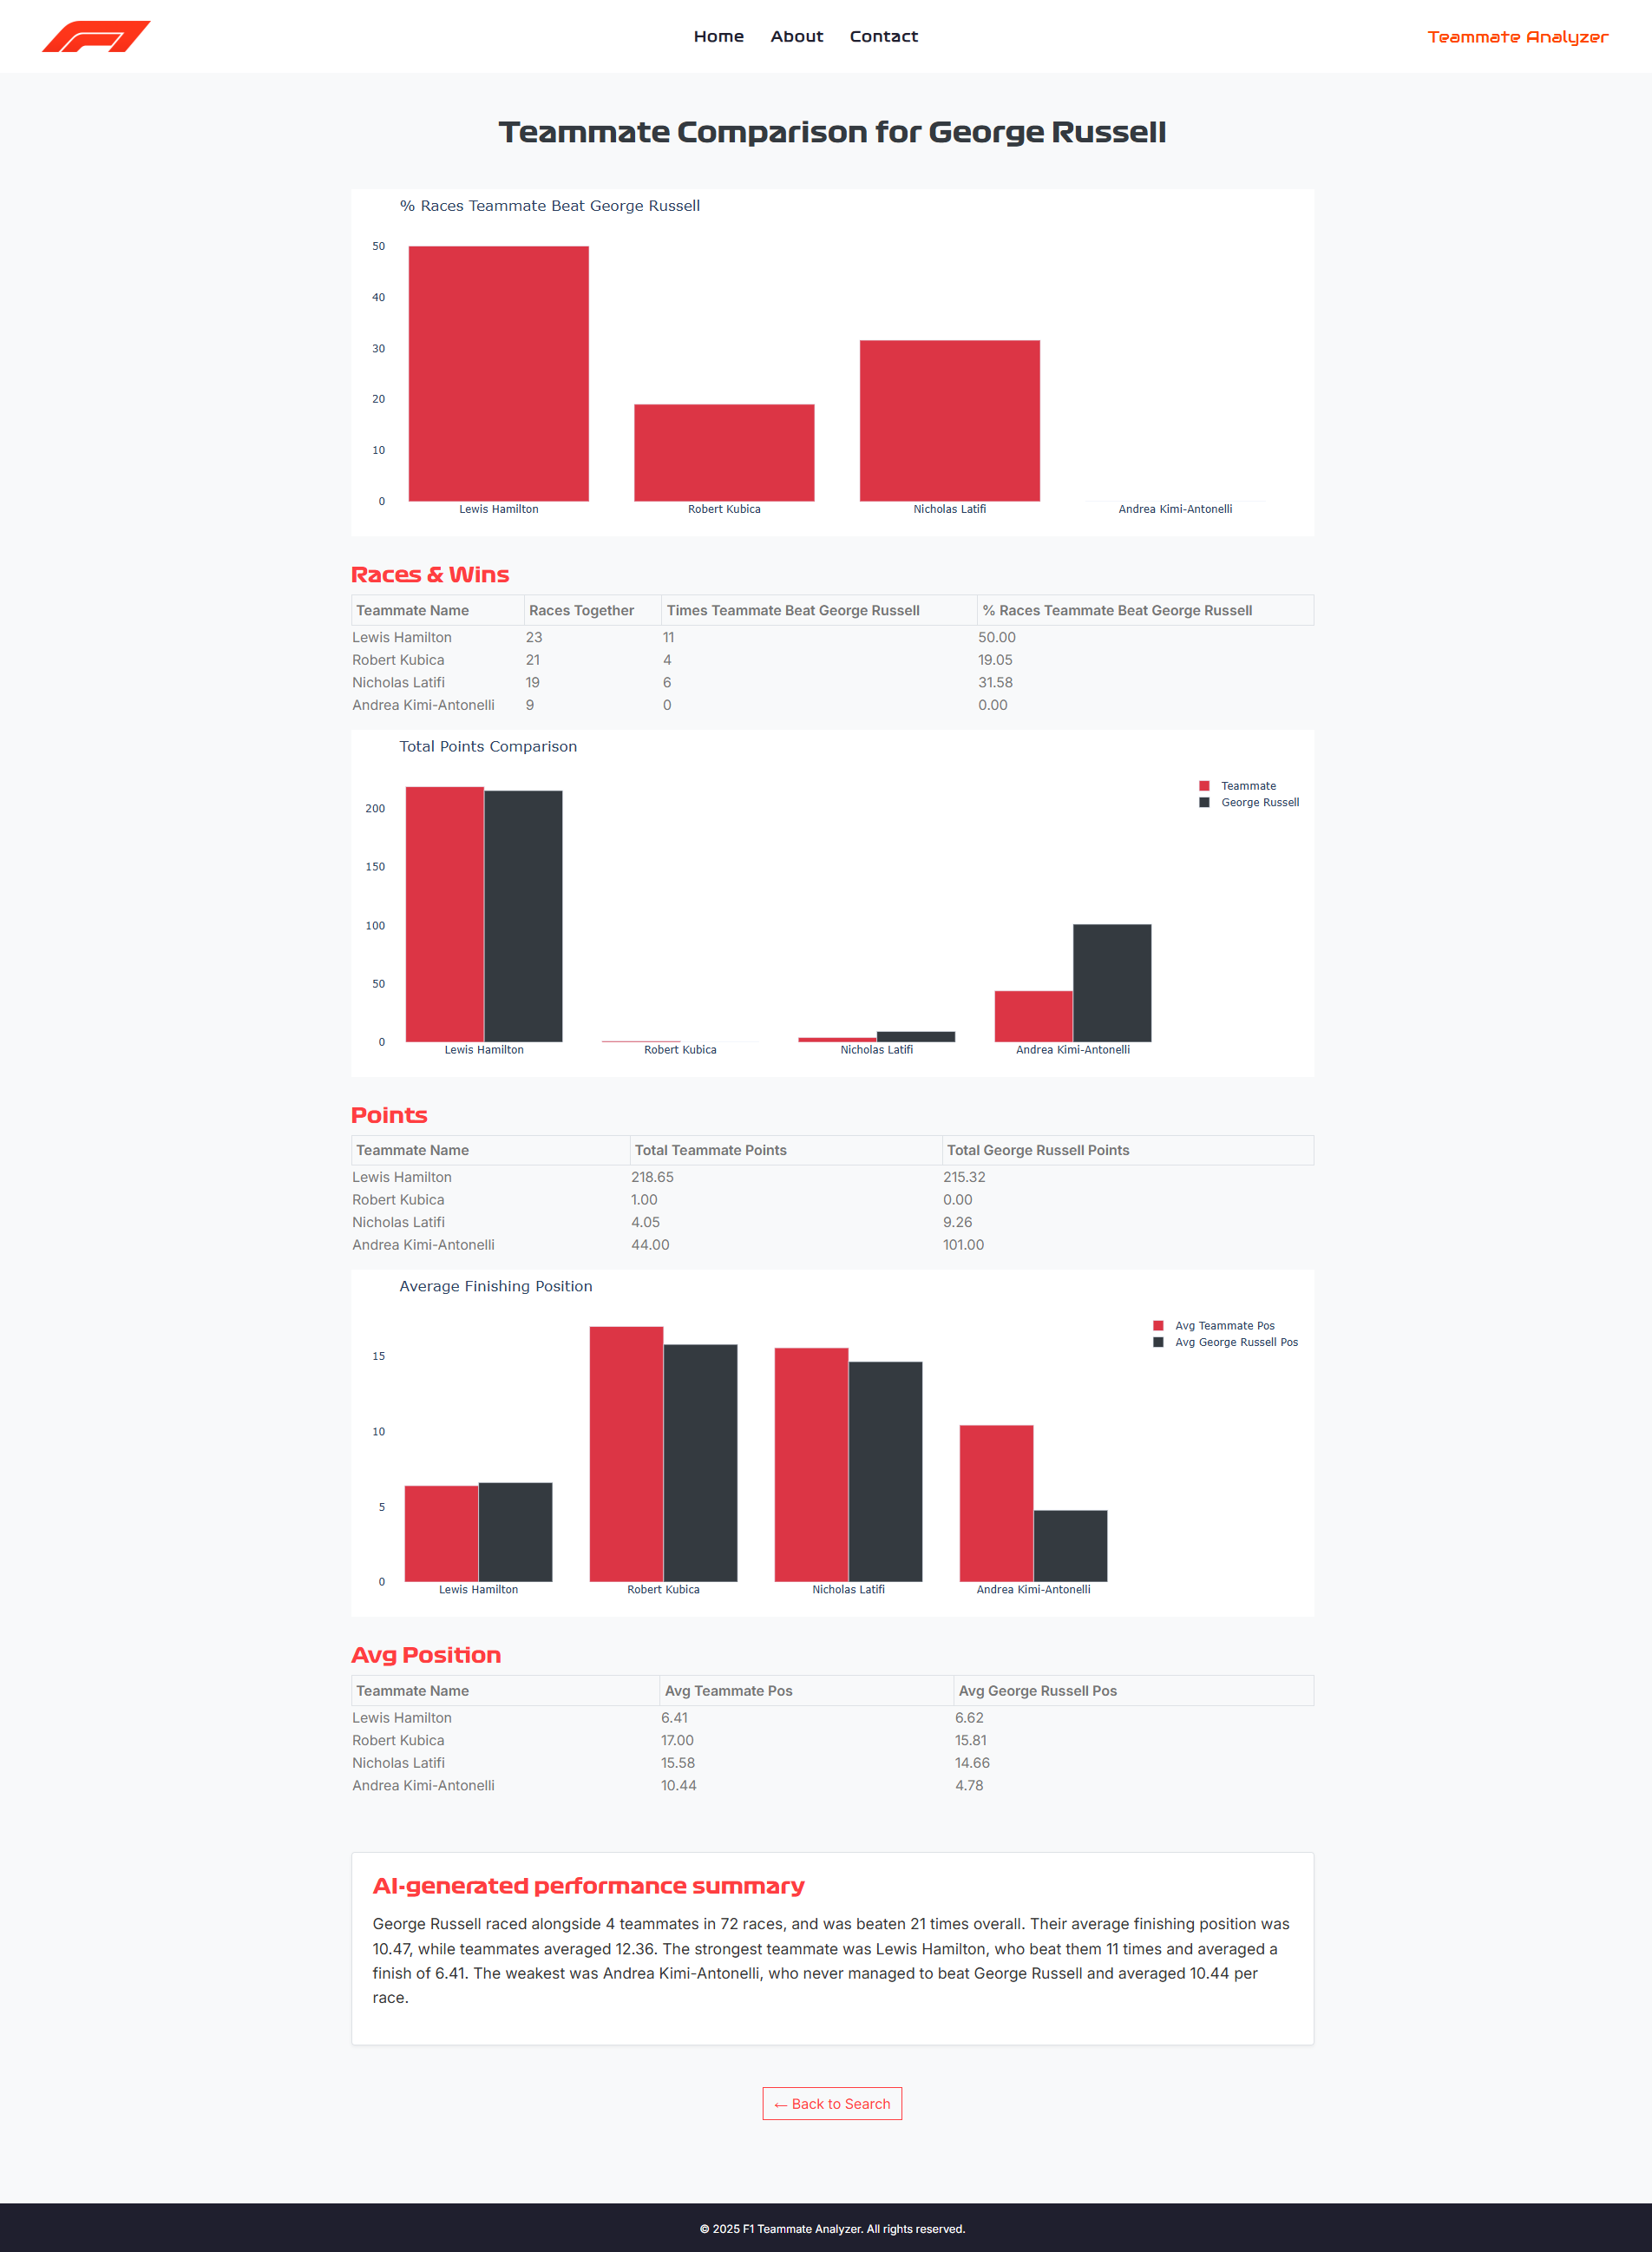 F1
Home About Contact
Teammate Analyzer
Teammate Comparison for George Russell
% Races Teammate Beat George Russell
50
40
30
20
10
0
Lewis Hamilton Robert Kubica Nicholas Latifi Andrea Kimi-Antonelli
Races & Wins
Teammate Name Races Together Times Teammate Beat George Russell % Races Teammate Beat George Russell
Lewis Hamilton 23 11 50.00
Robert Kubica 21 4 19.05
Nicholas Latifi 19 6 31.58
Andrea Kimi-Antonelli 9 0 0.00
Total Points Comparison
Teammate
George Russell
200
150
100
50
0
Lewis Hamilton Robert Kubica Nicholas Latifi Andrea Kimi-Antonelli
Points
Teammate Name Total Teammate Points Total George Russell Points
Lewis Hamilton 218.65 215.32
Robert Kubica 1.00 0.00
Nicholas Latifi 4.05 9.26
Andrea Kimi-Antonelli 44.00 101.00
Average Finishing Position
Avg Teammate Pos
Avg George Russell Pos
15
10
5
0
Lewis Hamilton Robert Kubica Nicholas Latifi Andrea Kimi-Antonelli
Avg Position
Teammate Name Avg Teammate Pos Avg George Russell Pos
Lewis Hamilton 6.41 6.62
Robert Kubica 17.00 15.81
Nicholas Latifi 15.58 14.66
Andrea Kimi-Antonelli 10.44 4.78
AI-generated performance summary
George Russell raced alongside 4 teammates in 72 races, and was beaten 21 times overall. Their average finishing position was
10.47, while teammates averaged 12.36. The strongest teammate was Lewis Hamilton, who beat them 11 times and averaged a
finish of 6.41. The weakest was Andrea Kimi-Antonelli, who never managed to beat George Russell and averaged 10.44 per
race.
← Back to Search
© 2025 F1 Teammate Analyzer. All rights reserved.